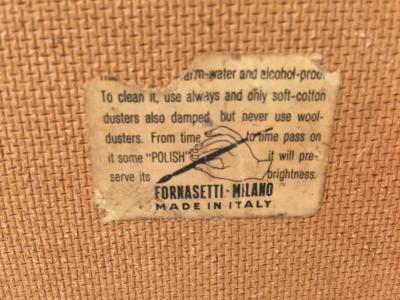 warm-water and alcohol-proof
To clean it, use always and only soft-cotton
dusters also damped but never use wool-
dusters. From time to time pass on
it some "POLISH" it will pre-
serve its brightness.
FORNASETTI - MILANO
MADE IN ITALY